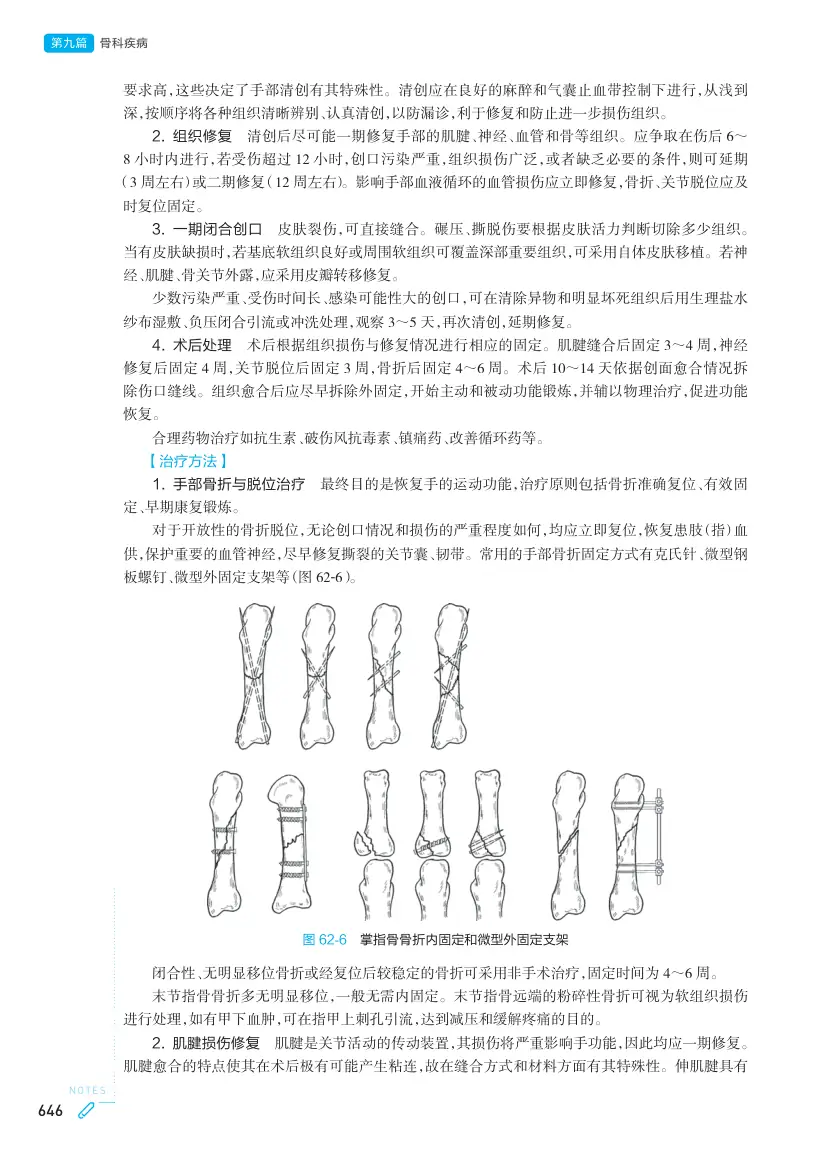 第九篇 骨科疾病
要求高,这些决定了手部清创有其特殊性。清创应在良好的麻醉和气囊止血带控制下进行,从浅到
深,按顺序将各种组织清晰辨别、认真清创,以防漏诊,利于修复和防止进一步损伤组织。
2. 组织修复 清创后尽可能一期修复手部的肌腱、神经、血管和骨等组织。应争取在伤后 6～
8 小时内进行,若受伤超过 12 小时,创口污染严重,组织损伤广泛,或者缺乏必要的条件,则可延期
(3 周左右)或二期修复(12 周左右)。影响手部血液循环的血管损伤应立即修复,骨折、关节脱位应及
时复位固定。
3. 一期闭合创口 皮肤裂伤,可直接缝合。碾压、撕脱伤要根据皮肤活力判断切除多少组织。
当有皮肤缺损时,若基底软组织良好或周围软组织可覆盖深部重要组织,可采用自体皮肤移植。若神
经、肌腱、骨关节外露,应采用皮瓣转移修复。
少数污染严重、受伤时间长、感染可能性大的创口,可在清除异物和明显坏死组织后用生理盐水
纱布湿敷、负压闭合引流或冲洗处理,观察 3～5 天,再次清创,延期修复。
4. 术后处理 术后根据组织损伤与修复情况进行相应的固定。肌腱缝合后固定 3～4 周,神经
修复后固定 4 周,关节脱位后固定 3 周,骨折后固定 4～6 周。术后 10～14 天依据创面愈合情况拆
除伤口缝线。组织愈合后应尽早拆除外固定,开始主动和被动功能锻炼,并辅以物理治疗,促进功能
恢复。
合理药物治疗如抗生素、破伤风抗毒素、镇痛药、改善循环药等。
【治疗方法】
1. 手部骨折与脱位治疗 最终目的是恢复手的运动功能,治疗原则包括骨折准确复位、有效固
定、早期康复锻炼。
对于开放性的骨折脱位,无论创口情况和损伤的严重程度如何,均应立即复位,恢复患肢(指)血
供,保护重要的血管神经,尽早修复撕裂的关节囊、韧带。常用的手部骨折固定方式有克氏针、微型钢
板螺钉、微型外固定支架等(图 62-6)。
图 62-6 掌指骨骨折内固定和微型外固定支架
闭合性、无明显移位骨折或经复位后较稳定的骨折可采用非手术治疗,固定时间为 4～6 周。
末节指骨骨折多无明显移位,一般无需内固定。末节指骨远端的粉碎性骨折可视为软组织损伤
进行处理,如有甲下血肿,可在指甲上刺孔引流,达到减压和缓解疼痛的目的。
2. 肌腱损伤修复 肌腱是关节活动的传动装置,其损伤将严重影响手功能,因此均应一期修复。
肌腱愈合的特点使其在术后极有可能产生粘连,故在缝合方式和材料方面有其特殊性。伸肌腱具有
NOTES
646